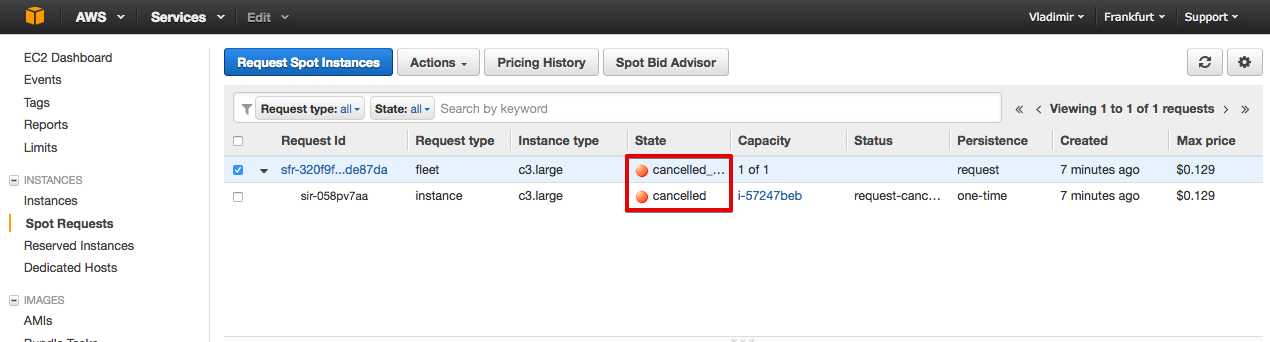 AWS Services Edit Vladimir Frankfurt Support
EC2 Dashboard
Events
Tags
Reports
Limits
INSTANCES
Instances
Spot Requests
Reserved Instances
Dedicated Hosts
IMAGES
AMIs
Bundle Tasks
Request Spot Instances Actions Pricing History Spot Bid Advisor
Request type: all State: all Search by keyword « ‹ Viewing 1 to 1 of 1 requests › »
Request Id Request type Instance type State Capacity Status Persistence Created Max price
sfr-320f9f...de87da fleet c3.large cancelled_... 1 of 1 request 7 minutes ago $0.129
sir-058pv7aa instance c3.large cancelled i-57247beb request-canc... one-time 7 minutes ago $0.129